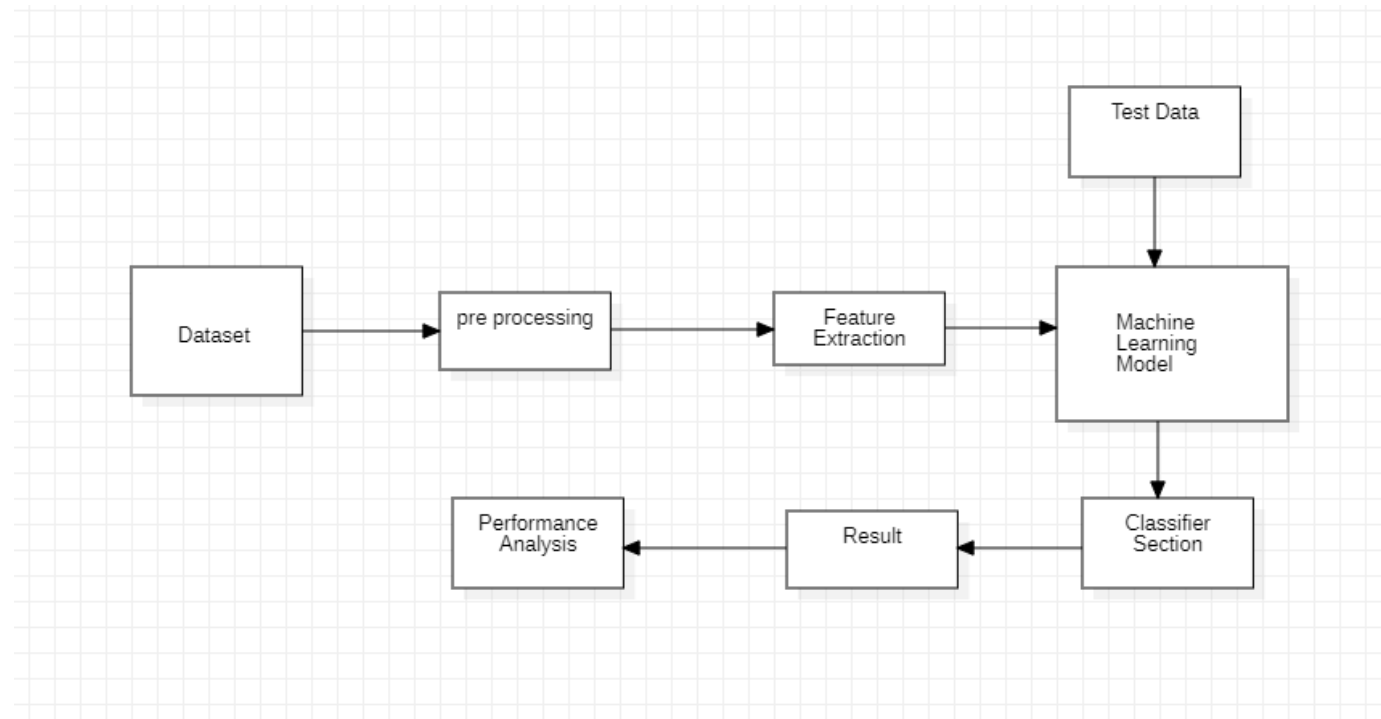 Test Data
Dataset
pre processing
Feature
Extraction
Machine
Learning
Model
Performance
Analysis
Result
Classifier
Section